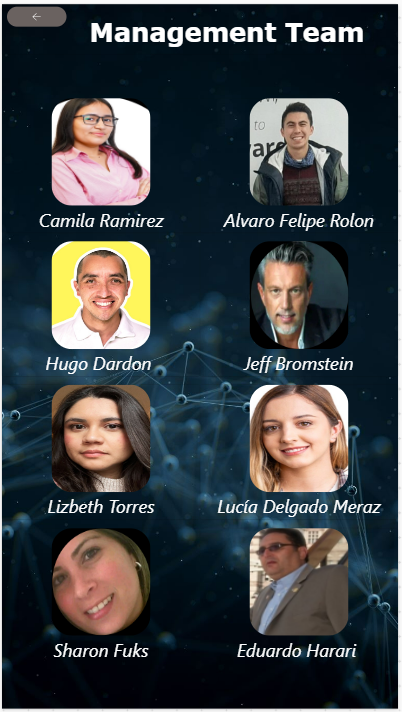 Management Team
to
Camila Ramirez
Alvaro Felipe Rolon
Hugo Dardon
Jeff Bromstein
Lizbeth Torres
Lucía Delgado Meraz
Sharon Fuks
Eduardo Harari